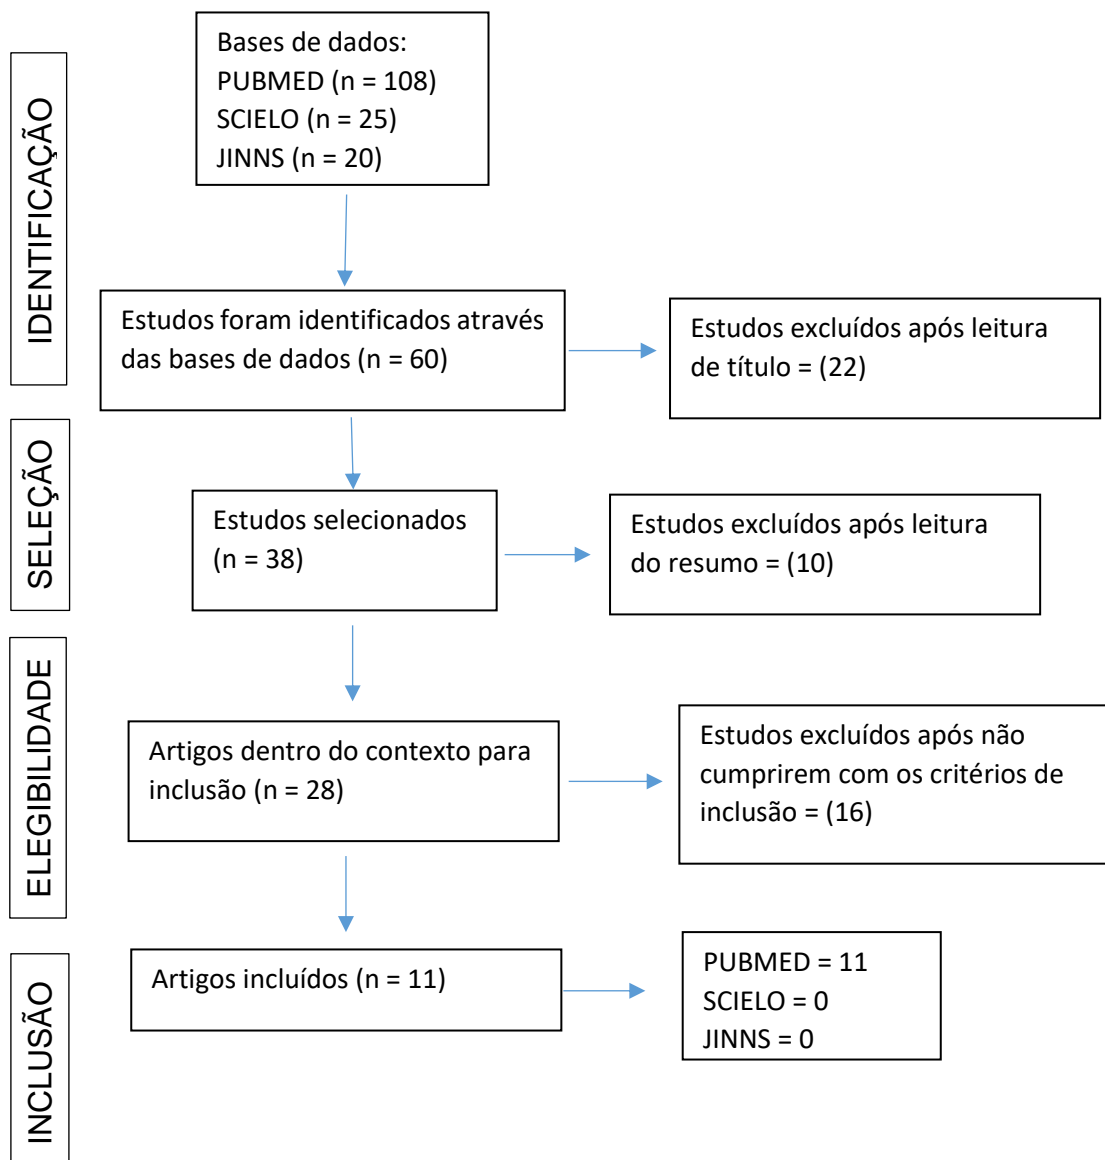 IDENTIFICAÇÃO
Bases de dados:
PUBMED (n = 108)
SCIELO (n = 25)
JINNS (n = 20)
Estudos foram identificados através
das bases de dados (n = 60)
Estudos excluídos após leitura
de título = (22)
SELEÇÃO
Estudos selecionados
(n = 38)
Estudos excluídos após leitura
do resumo = (10)
ELEGIBILIDADE
Artigos dentro do contexto para
inclusão (n = 28)
Estudos excluídos após não
cumprirem com os critérios de
inclusão = (16)
INCLUSÃO
Artigos incluídos (n = 11)
PUBMED = 11
SCIELO = 0
JINNS = 0